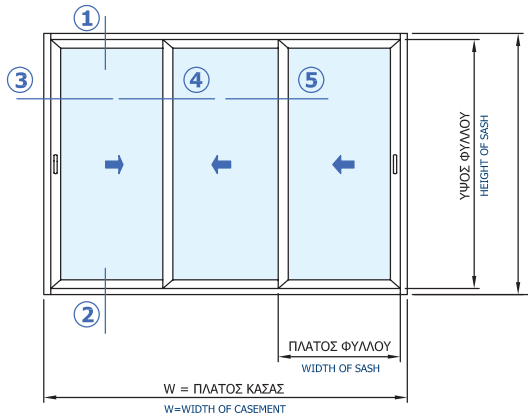 1
3
4
5
ΥΨΟΣ ΦΥΛΛΟΥ
HEIGHT OF SASH
2
ΠΛΑΤΟΣ ΦΥΛΛΟΥ
WIDTH OF SASH
W = ΠΛΑΤΟΣ ΚΑΣΑΣ
W=WIDTH OF CASEMENT